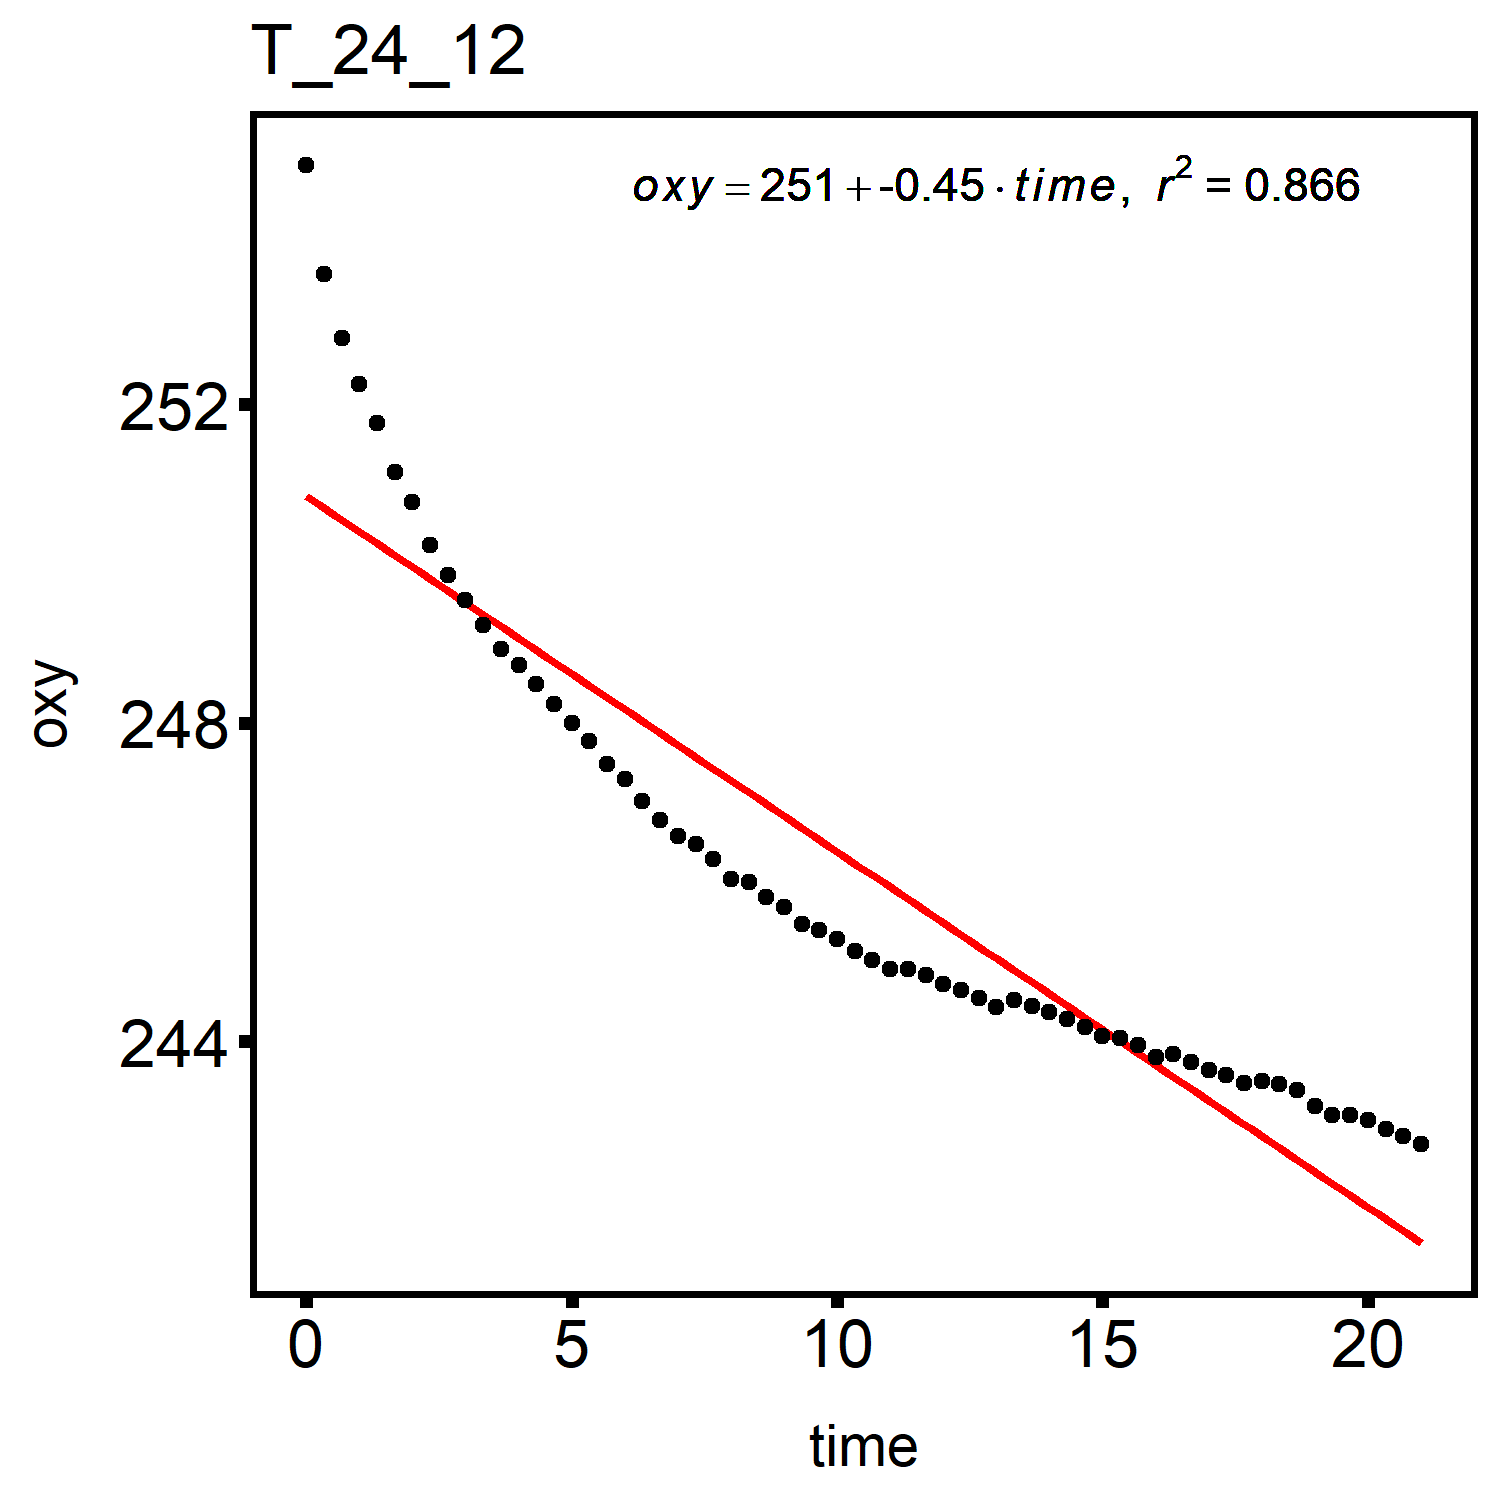 T_24_12
oxy = 251 + -0.45 · time, r² = 0.866
252
248
244
oxy
0 5 10 15 20
time